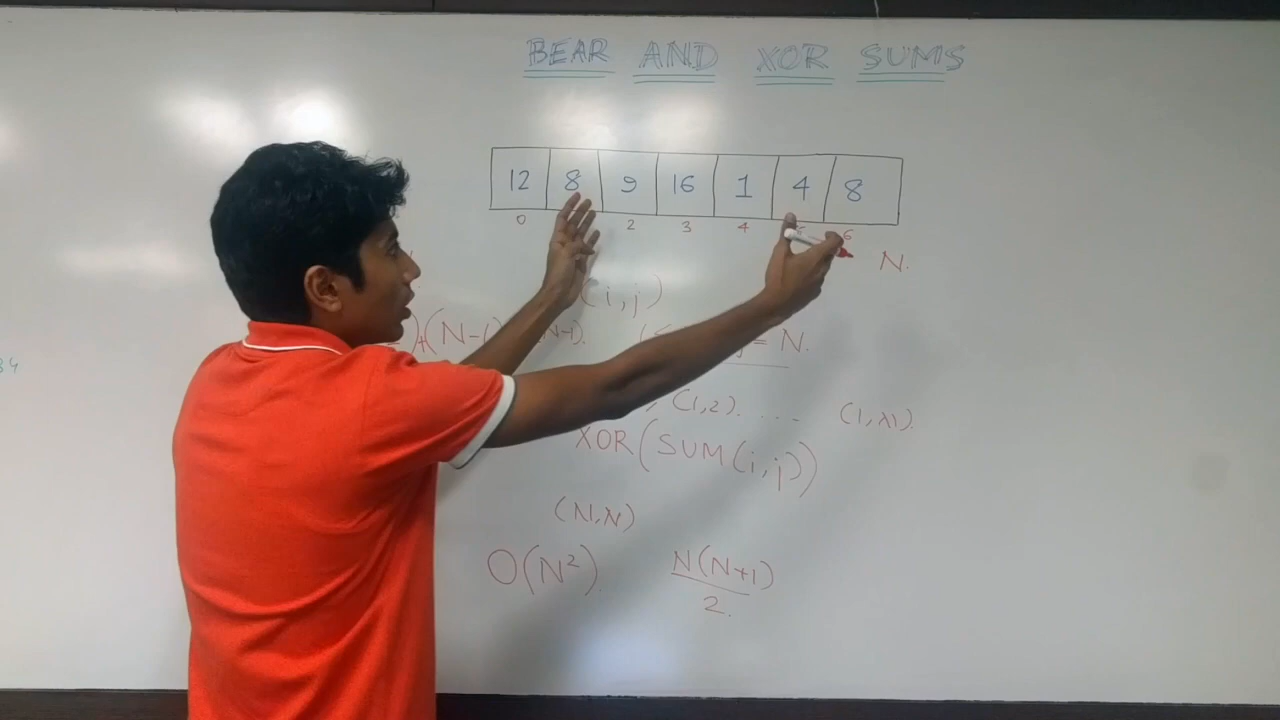 BEAR AND XOR SUMS
12 8 9 16 1 4 8
0 2 3 4 6
N.
(i,j)
+(N-1) = N.
(1,2). .... (1,N).
XOR(SUM(i,j))
(N,N)
O(N²) N(N+1)
2.